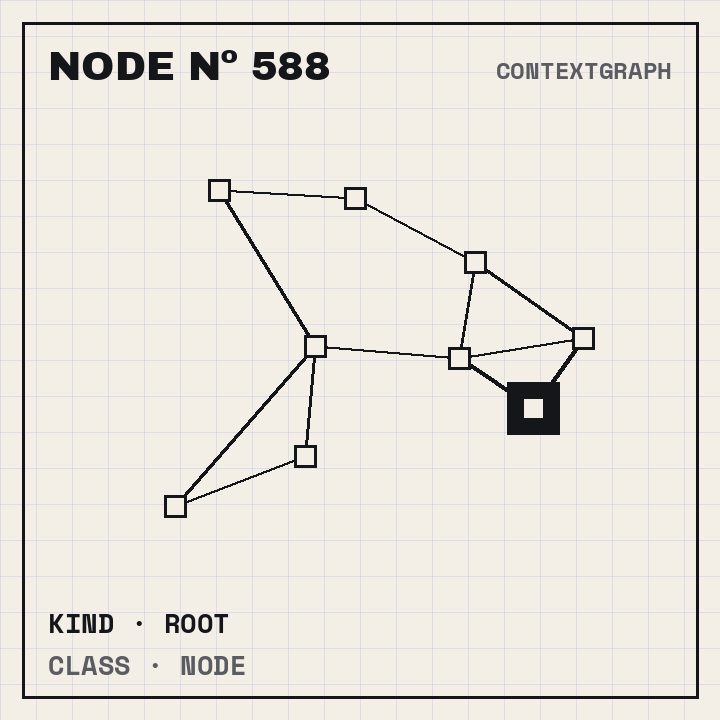 NODE Nº 588
CONTEXTGRAPH
KIND · ROOT
CLASS · NODE